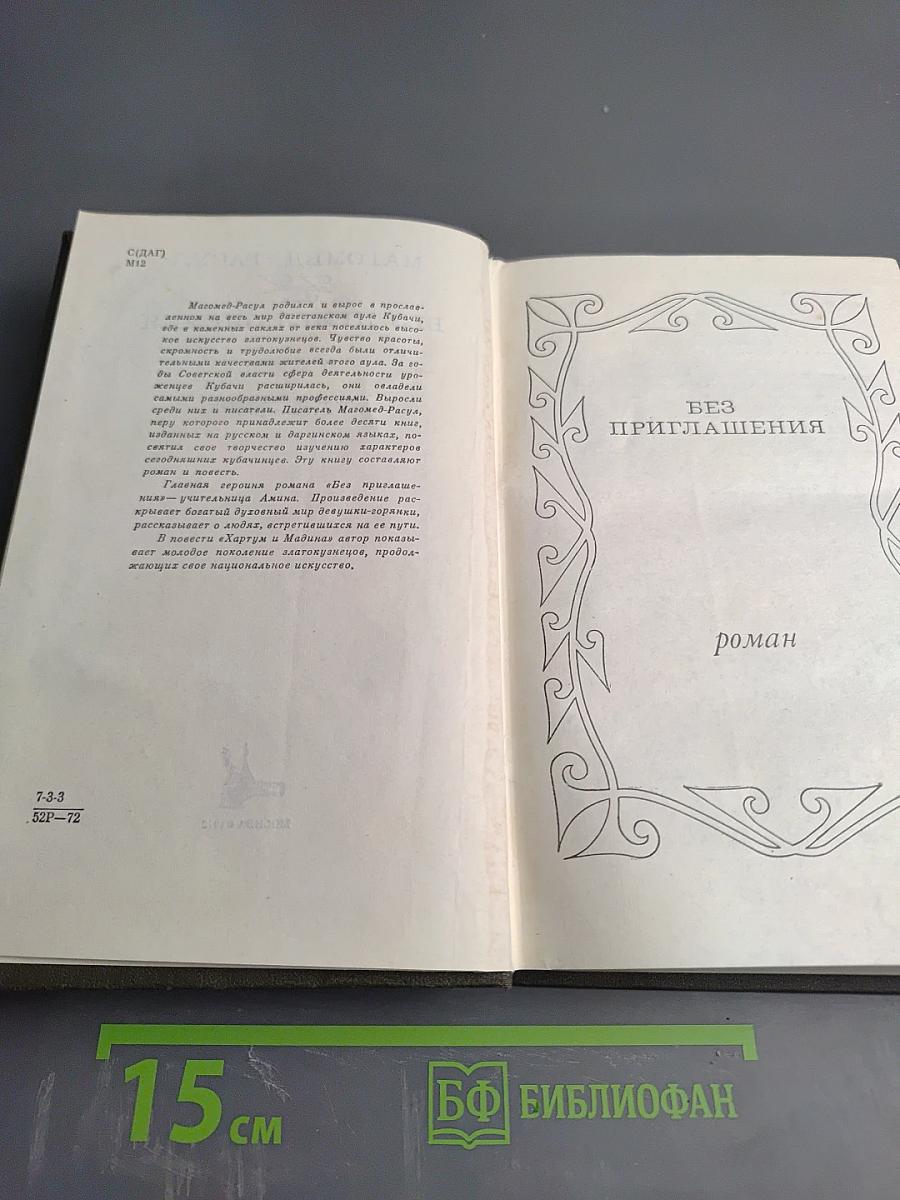 С(ДАГ)
М12
Магомед-Расул родился и вырос в прослав-
ленном на весь мир дагестанском ауле Кубачи,
где в каменных саклях от века поселилось высо-
кое искусство златокузнецов. Чувство красоты,
скромность и трудолюбие всегда были отличи-
тельными качествами жителей этого аула. За го-
ды Советской власти сфера деятельности уро-
женцев Кубачи расширилась, они овладели
самыми разнообразными профессиями. Выросли
среди них и писатели. Писатель Магомед-Расул,
перу которого принадлежит более десяти книг,
изданных на русском и даргинском языках, по-
святил свое творчество изучению характеров
сегодняшних кубачинцев. Эту книгу составляют
роман и повесть.
Главная героиня романа «Без приглаше-
ния»— учительница Амина. Произведение рас-
крывает богатый духовный мир девушки-горянки,
рассказывает о людях, встретившихся на ее пути.
В повести «Хартум и Мадина» автор показы-
вает молодое поколение златокузнецов, продол-
жающих свое национальное искусство.
7-3-3
52Р—72
БЕЗ
ПРИГЛАШЕНИЯ
роман
15 см
БФ БИБЛИОФАН